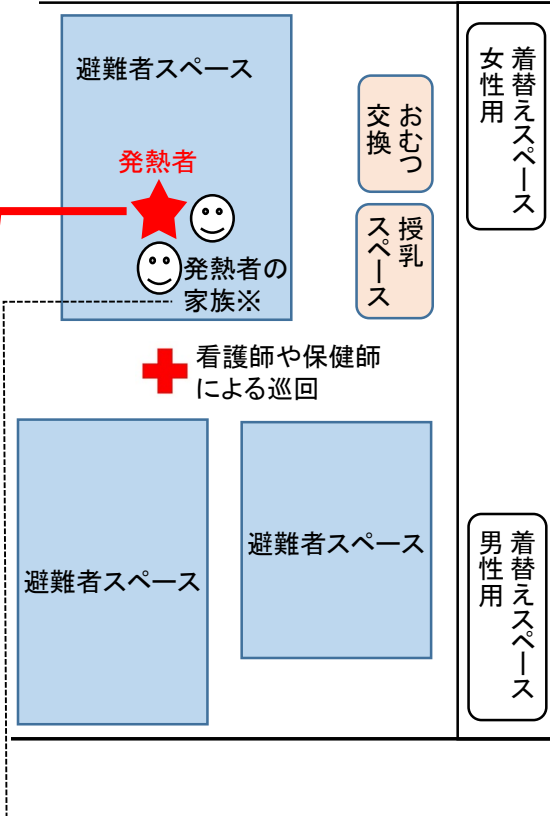 避難者スペース
発熱者
発熱者の
家族※
おむつ
交換
授乳
スペース
着替えスペース
女性用
看護師や保健師
による巡回
避難者スペース
避難者スペース
着替えスペース
男性用